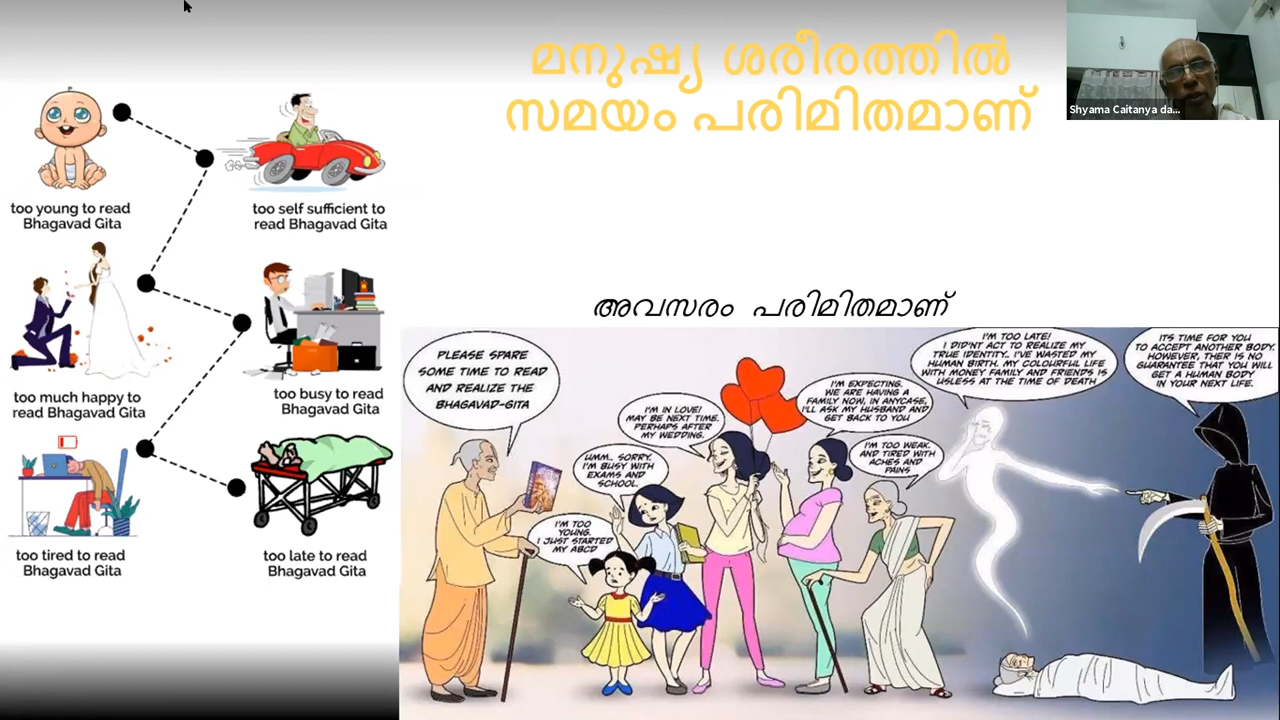 മനുഷ്യ ശരീരത്തിൽ
സമയം പരിമിതമാണ്
Shyama Caitanya da...
too young to read
Bhagavad Gita
too self sufficient to
read Bhagavad Gita
too much happy to
read Bhagavad Gita
too busy to read
Bhagavad Gita
too tired to read
Bhagavad Gita
too late to read
Bhagavad Gita
അവസരം പരിമിതമാണ്
PLEASE SPARE
SOME TIME TO READ
AND REALIZE THE
BHAGAVAD-GITA
I'M TOO
YOUNG.
I JUST STARTED
MY ABCD
UMM.. SORRY.
I'M BUSY WITH
EXAMS AND
SCHOOL.
I'M IN LOVE!
MAY BE NEXT TIME.
PERHAPS AFTER
MY WEDDING.
I'M EXPECTING.
WE ARE HAVING A
FAMILY NOW, IN ANYCASE,
I'LL ASK MY HUSBAND AND
GET BACK TO YOU
I'M TOO WEAK.
AND TIRED WITH
ACHES AND
PAINS
I'M TOO LATE!
I DID'NT ACT TO REALIZE MY
TRUE IDENTITY.. I'VE WASTED MY
HUMAN BIRTH. MY COLOURFUL LIFE
WITH MONEY FAMILY AND FRIENDS IS
USLESS AT THE TIME OF DEATH
ITS TIME FOR YOU
TO ACCEPT ANOTHER BODY.
HOWEVER, THER IS NO
GUARANTEE THAT YOU WILL
GET A HUMAN BODY
IN YOUR NEXT LIFE.